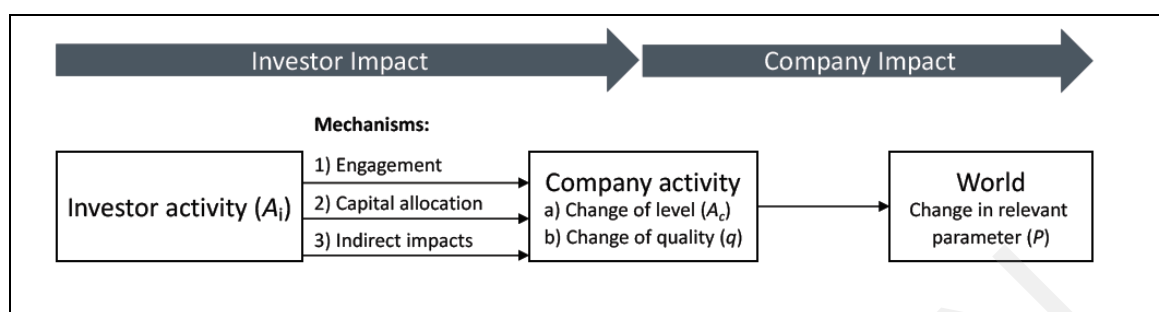 Investor Impact
Company Impact
Mechanisms:
Investor activity (Ai)
1) Engagement
2) Capital allocation
3) Indirect impacts
Company activity
a) Change of level (Ac)
b) Change of quality (q)
World
Change in relevant
parameter (P)